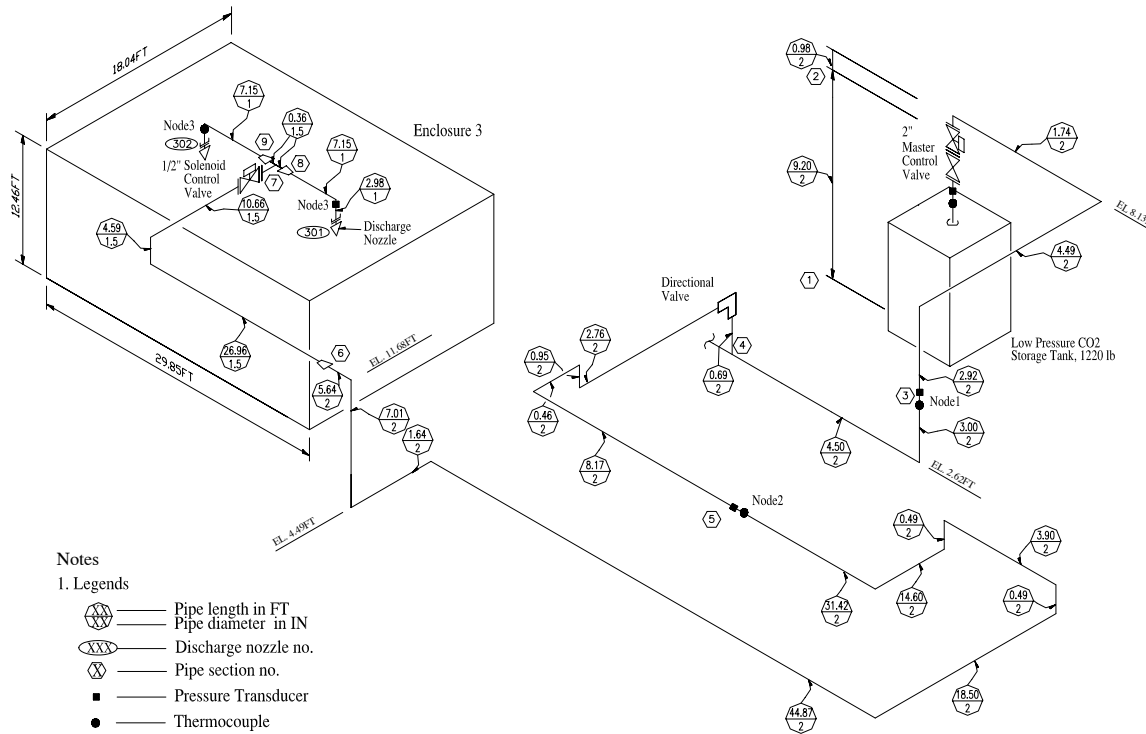 18.04FT
12.46FT
29.85FT
7.15
1
0.36
1.5
Enclosure 3
Node3
302
9
8
1/2" Solenoid
Control
Valve
7
7.15
1
2.98
1
Node3
301
Discharge
Nozzle
10.66
1.5
4.59
1.5
26.96
1.5
6
5.64
2
EL. 11.68FT
7.01
2
1.64
2
EL. 4.49FT
0.98
2
2
9.20
2
1
2"
Master
Control
Valve
1.74
2
EL 8.13
4.49
2
Low Pressure CO2
Storage Tank, 1220 lb
2.92
2
3
Node1
3.00
2
EL. 2.62FT
Directional
Valve
4
0.69
2
4.50
2
2.76
2
0.95
2
0.46
2
8.17
2
5
Node2
31.42
2
14.60
2
0.49
2
3.90
2
0.49
2
18.50
2
44.87
2
Notes
1. Legends
XX
XX
Pipe length in FT
Pipe diameter in IN
XXX
Discharge nozzle no.
X
Pipe section no.
Pressure Transducer
Thermocouple